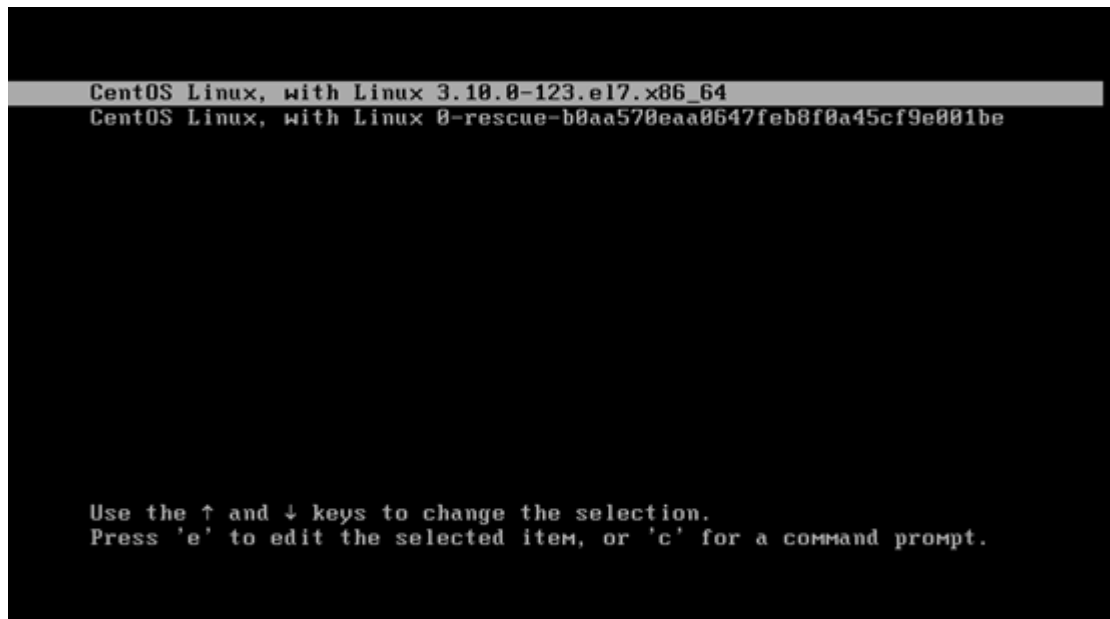 CentOS Linux, with Linux 3.10.0-123.el7.x86_64
CentOS Linux, with Linux 0-rescue-b0aa570eaa0647feb8f0a45cf9e001be
Use the ↑ and ↓ keys to change the selection.
Press 'e' to edit the selected item, or 'c' for a command prompt.